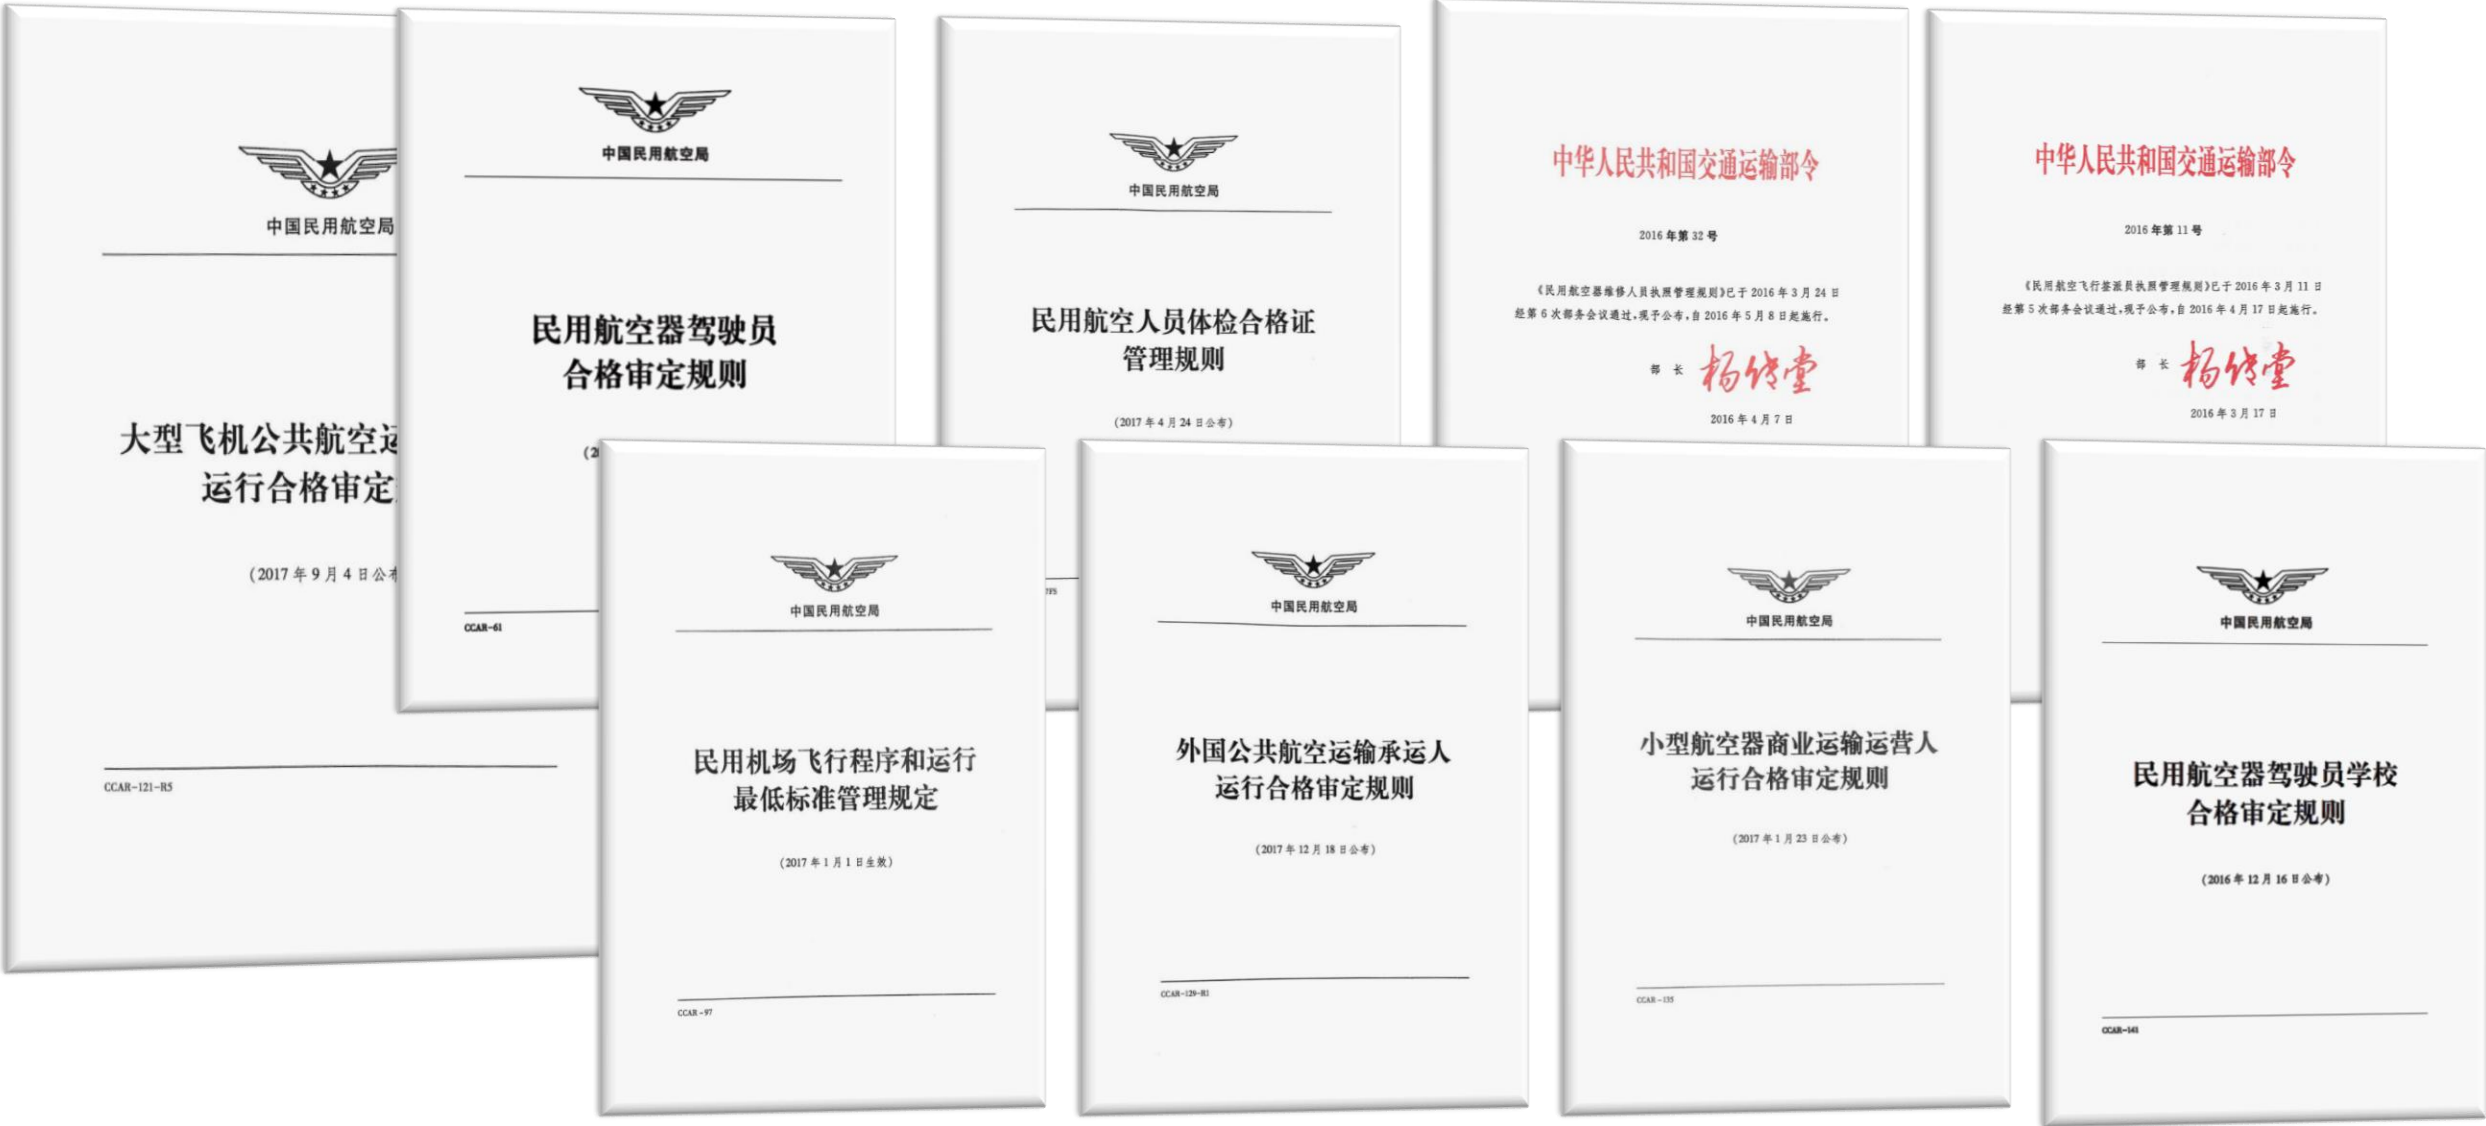 中国民用航空局
大型飞机公共航空运
运行合格审定
(2017年9月4日公布
CCAR-121-R5
中国民用航空局
民用航空器驾驶员
合格审定规则
(2
CCAR-61
中国民用航空局
民用航空人员体检合格证
管理规则
(2017年4月24日公布)
中华人民共和国交通运输部令
2016年第32号
《民用航空器维修人员执照管理规则》已于2016年3月24日
经第6次部务会议通过,现予公布,自2016年5月8日起施行。
部 长 杨传堂
2016年4月7日
中华人民共和国交通运输部令
2016年第11号
《民用航空飞行签派员执照管理规则》已于2016年3月11日
经第5次部务会议通过,现予公布,自2016年4月17日起施行。
部 长 杨传堂
2016年3月17日
中国民用航空局
民用机场飞行程序和运行
最低标准管理规定
(2017年1月1日生效)
CCAR-97
中国民用航空局
外国公共航空运输承运人
运行合格审定规则
(2017年12月18日公布)
CCAR-129-R1
中国民用航空局
小型航空器商业运输运营人
运行合格审定规则
(2017年1月23日公布)
CCAR-135
中国民用航空局
民用航空器驾驶员学校
合格审定规则
(2016年12月16日公布)
CCAR-141